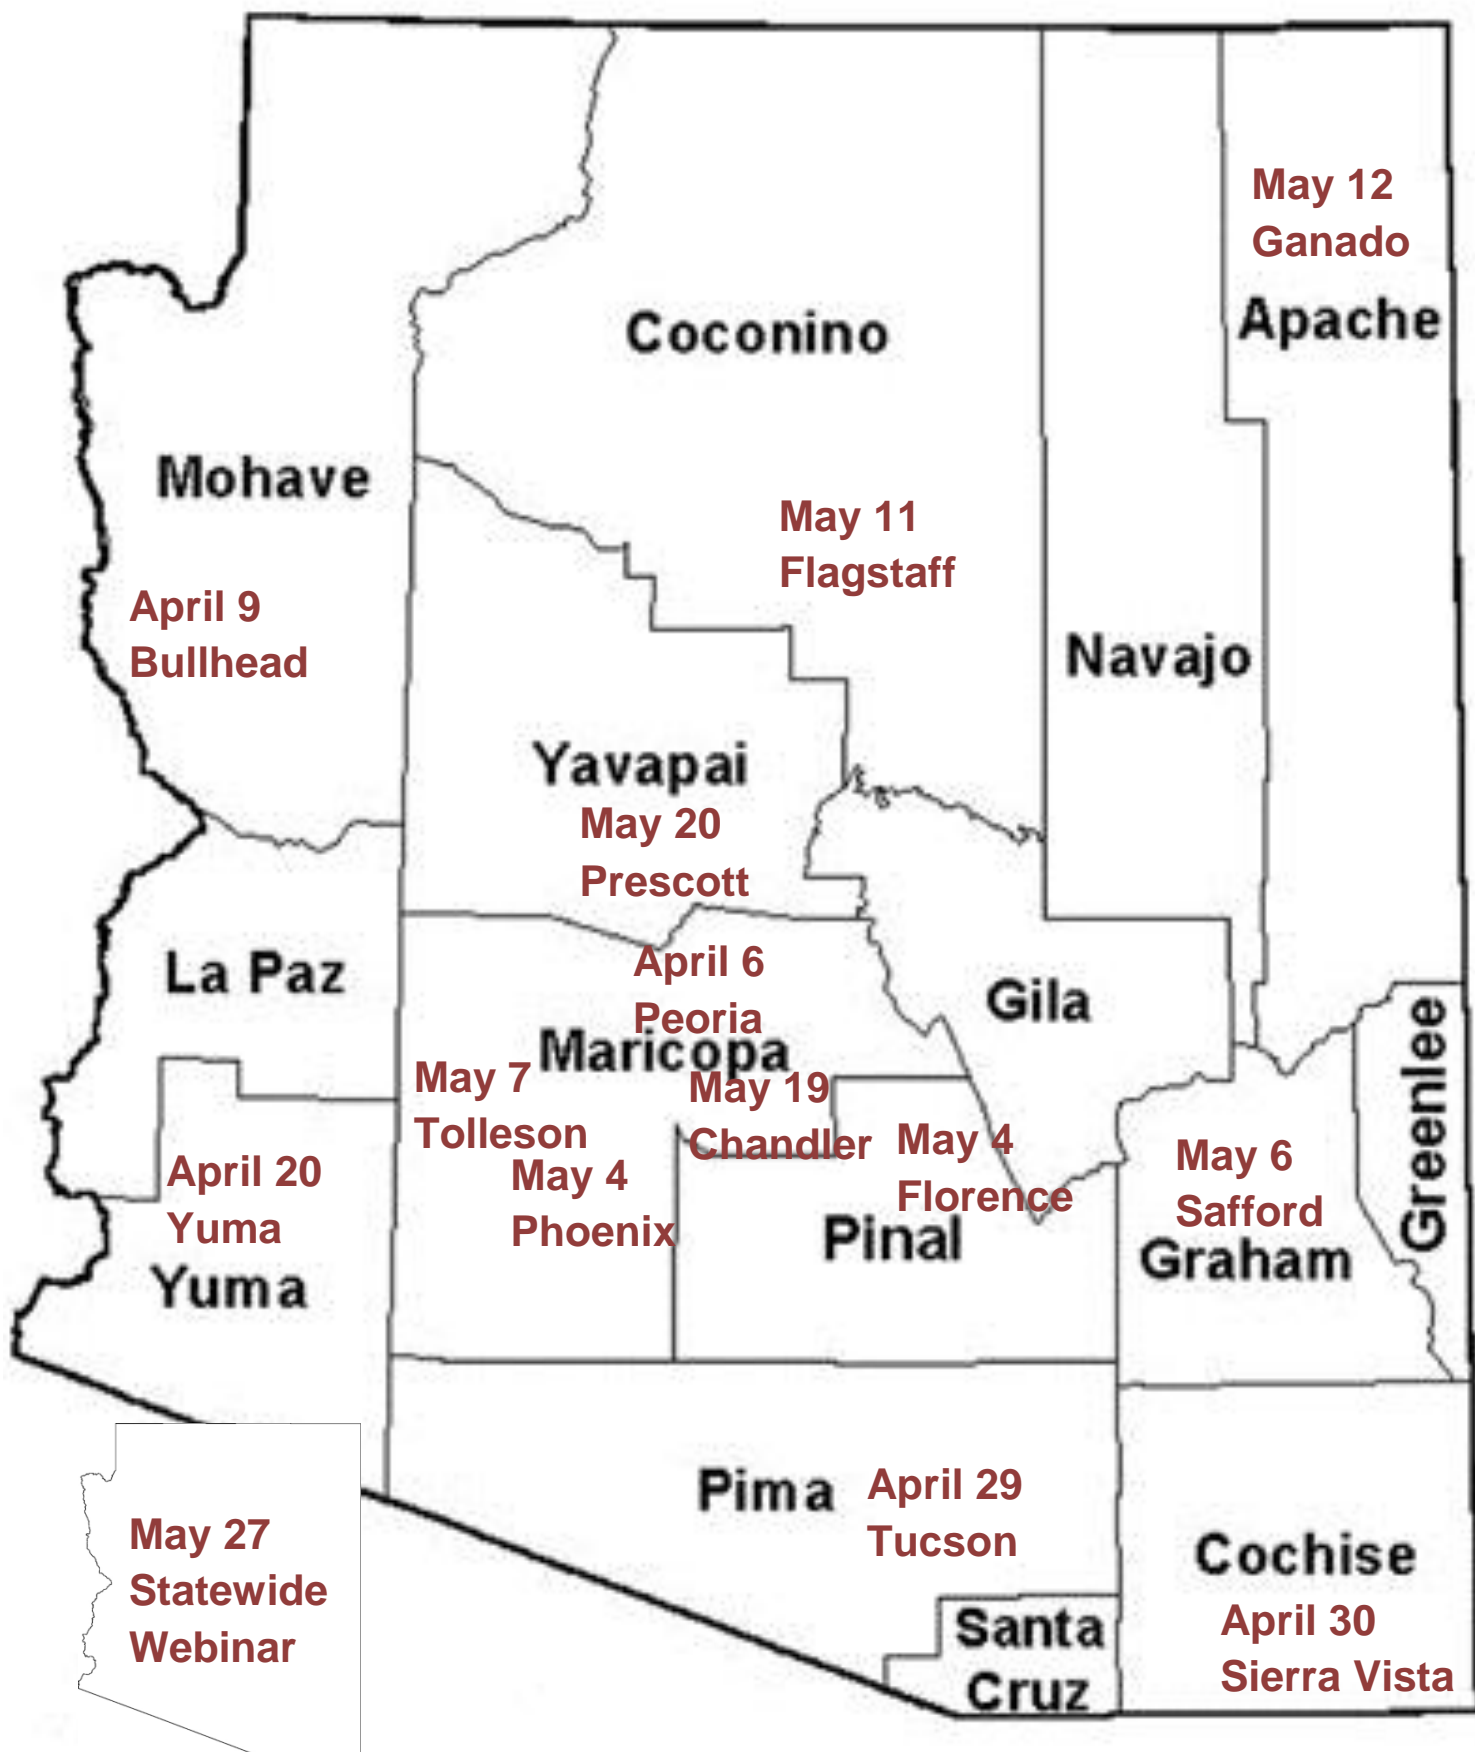 May 12
Ganado
Apache
Coconino
Mohave
May 11
Flagstaff
April 9
Bullhead
Navajo
Yavapai
May 20
Prescott
La Paz
April 6
Peoria
Maricopa
Gila
Greenlee
May 7
Tolleson
May 19
Chandler
May 4
Florence
May 4
Phoenix
Pinal
May 6
Safford
Graham
April 20
Yuma
Yuma
Pima
April 29
Tucson
May 27
Statewide
Webinar
Cochise
April 30
Sierra Vista
Santa
Cruz